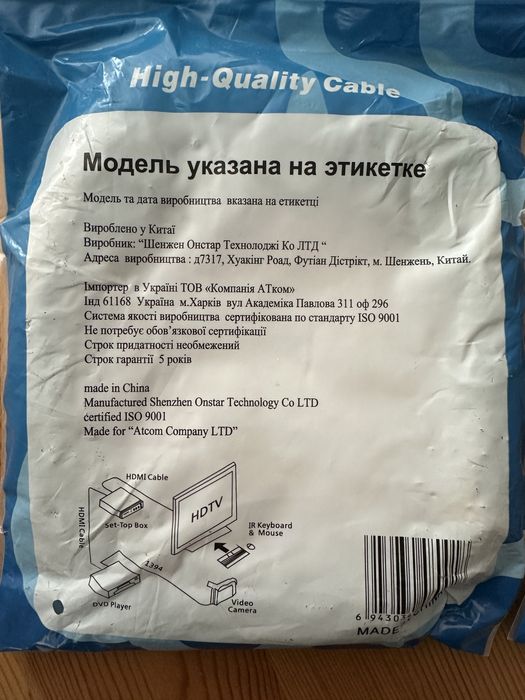 High-Quality Cable
Модель указана на этикетке
Модель та дата виробництва вказана на етикетці
Вироблено у Китаї
Виробник: “Шенжен Онстар Технолоджі Ко ЛТД “
Адреса виробництва : д7317, Хуакінг Роад, Футіан Дістрікт, м. Шенжень, Китай.
Імпортер в Україні ТОВ «Компанія АТком»
Інд 61168 Україна м.Харків вул Академіка Павлова 311 оф 296
Система якості виробництва сертифікована по стандарту ISO 9001
Не потребує обов’язкової сертифікації
Строк придатності необмежений
Строк гарантії 5 років
made in China
Manufactured Shenzhen Onstar Technology Co LTD
certified ISO 9001
Made for “Atcom Company LTD”
HDMI Cable
HDTV
Set-Top Box
IR Keyboard
& Mouse
HDMI Cable
1394
DVD Player
Video
Camera
MADE